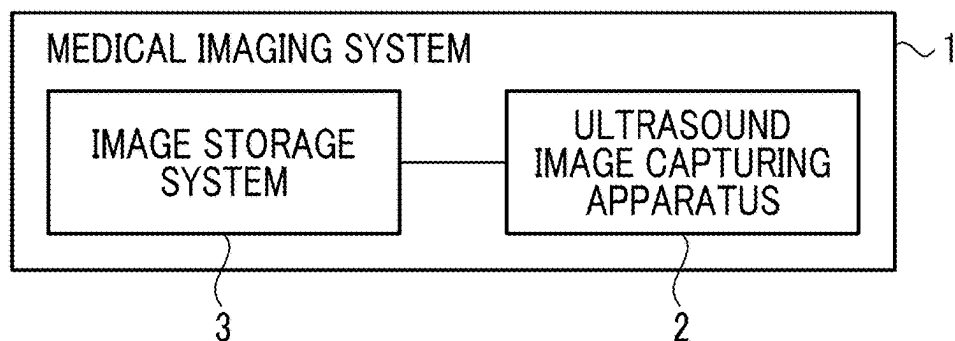 MEDICAL IMAGING SYSTEM
1
IMAGE STORAGE
SYSTEM
ULTRASOUND
IMAGE CAPTURING
APPARATUS
3
2